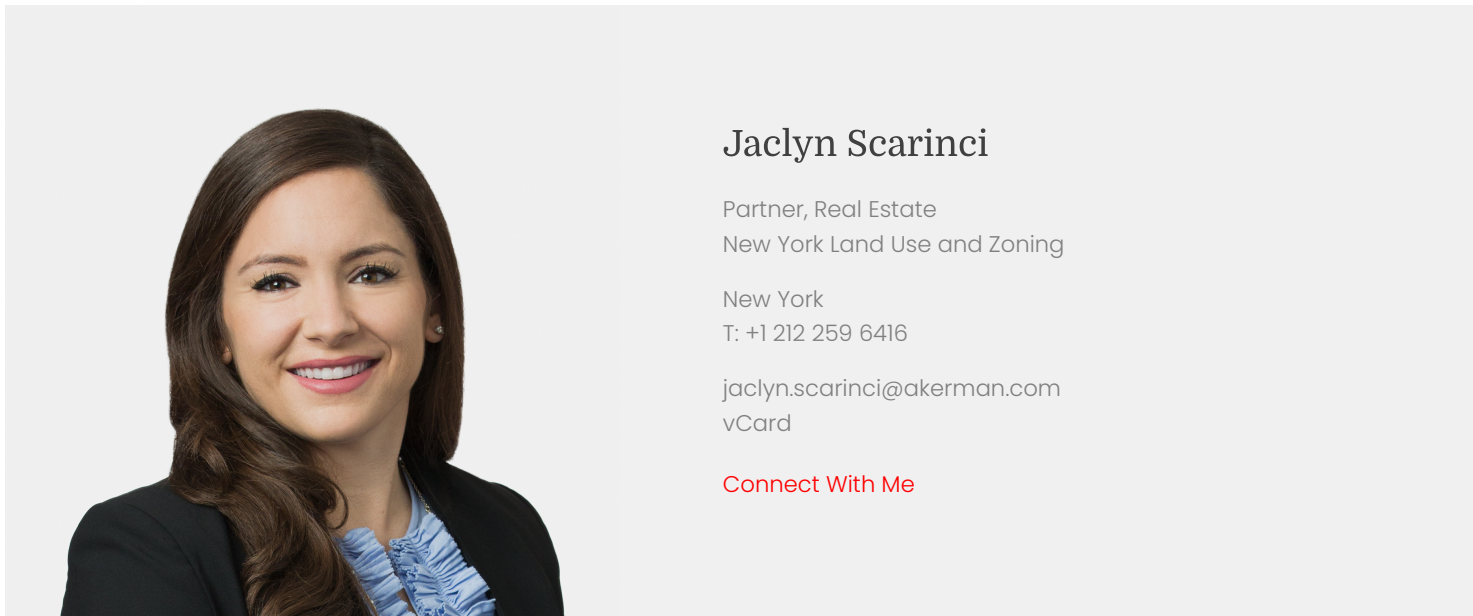 Jaclyn Scarinci
Partner, Real Estate
New York Land Use and Zoning
New York
T: +1 212 259 6416
jaclyn.scarinci@akerman.com
vCard
Connect With Me